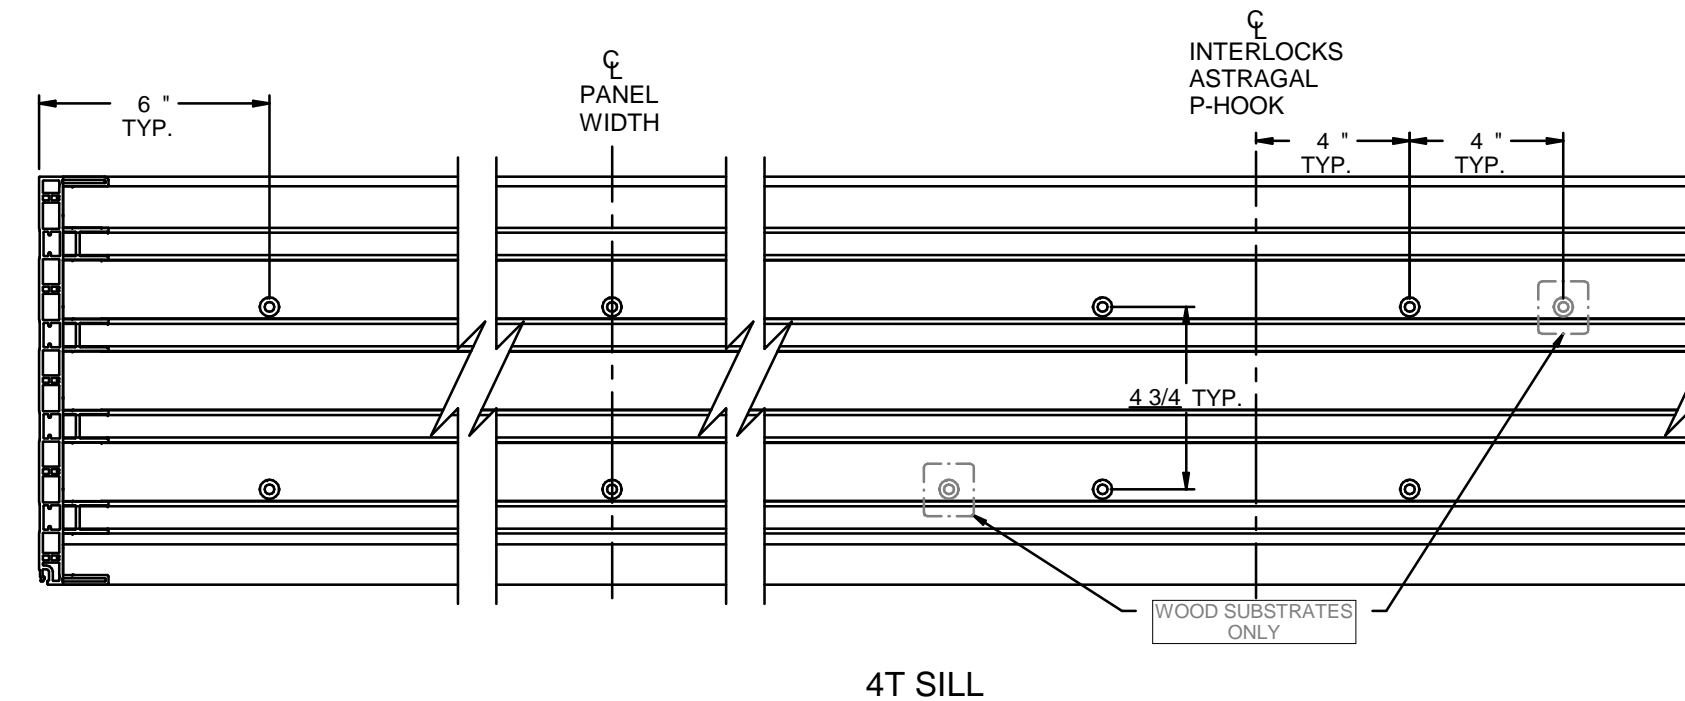 ℄
INTERLOCKS
ASTRAGAL
P-HOOK
℄
PANEL
WIDTH
6 "
TYP.
4 "
TYP.
4 "
TYP.
4 3/4 TYP.
WOOD SUBSTRATES
ONLY
4T SILL